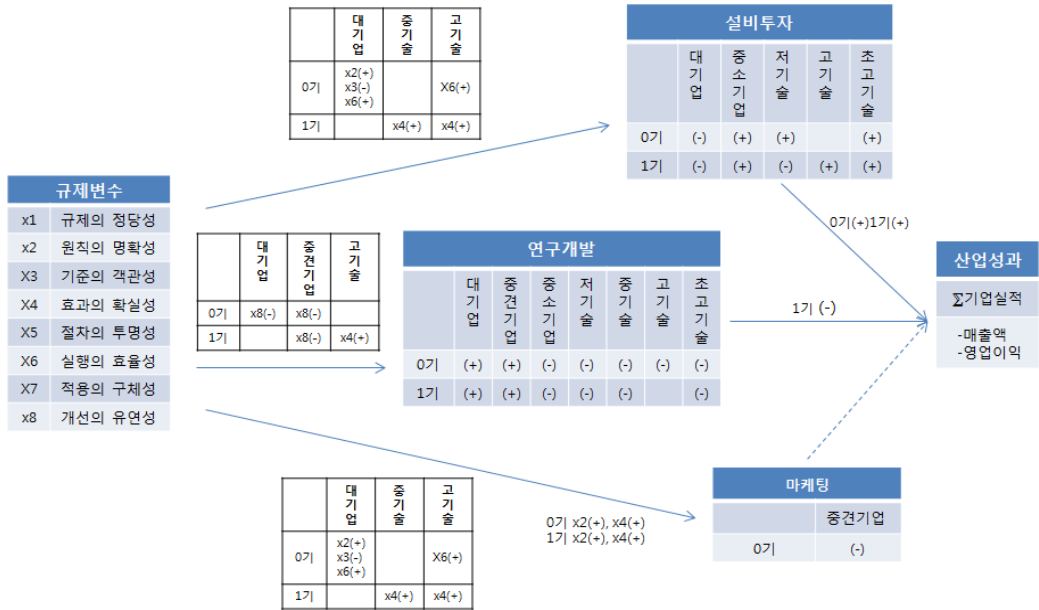 대기업 중기술 고기술
0기 x2(+) x3(-) x6(+) X6(+)
1기 x4(+) x4(+)
설비투자
대기업 중소기업 저기술 고기술 초고기술
0기 (-) (+) (+) (+)
1기 (-) (+) (-) (+) (+)
규제변수
x1 규제의 정당성
x2 원칙의 명확성
X3 기준의 객관성
X4 효과의 확실성
X5 절차의 투명성
X6 실행의 효율성
X7 적용의 구체성
x8 개선의 유연성
대기업 중견기업 고기술
0기 x8(-) x8(-)
1기 x8(-) x4(+)
연구개발
대기업 중견기업 중소기업 저기술 중기술 고기술 초고기술
0기 (+) (+) (-) (-) (-) (-) (-)
1기 (+) (+) (-) (-) (-) (-)
0기(+)1기(+)
1기 (-)
산업성과
Σ기업실적
-매출액
-영업이익
대기업 중기술 고기술
0기 x2(+) x3(-) x6(+) X6(+)
1기 x4(+) x4(+)
0기 x2(+), x4(+)
1기 x2(+), x4(+)
마케팅
중견기업
0기 (-)